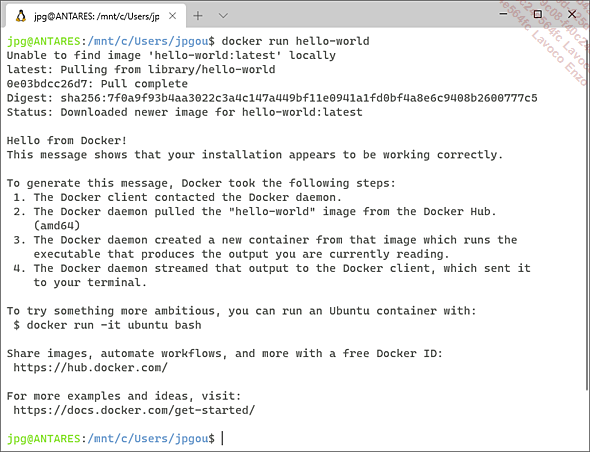 jpg@ANTARES: /mnt/c/Users/jp
jpg@ANTARES:/mnt/c/Users/jpgou$ docker run hello-world
Unable to find image 'hello-world:latest' locally
latest: Pulling from library/hello-world
0e03bdcc26d7: Pull complete
Digest: sha256:7f0a9f93b4aa3022c3a4c147a449bf11e0941a1fd0bf4a8e6c9408b2600777c5
Status: Downloaded newer image for hello-world:latest

Hello from Docker!
This message shows that your installation appears to be working correctly.

To generate this message, Docker took the following steps:
 1. The Docker client contacted the Docker daemon.
 2. The Docker daemon pulled the "hello-world" image from the Docker Hub.
    (amd64)
 3. The Docker daemon created a new container from that image which runs the
    executable that produces the output you are currently reading.
 4. The Docker daemon streamed that output to the Docker client, which sent it
    to your terminal.

To try something more ambitious, you can run an Ubuntu container with:
 $ docker run -it ubuntu bash

Share images, automate workflows, and more with a free Docker ID:
 https://hub.docker.com/

For more examples and ideas, visit:
 https://docs.docker.com/get-started/

jpg@ANTARES:/mnt/c/Users/jpgou$
Lavoco Enzo